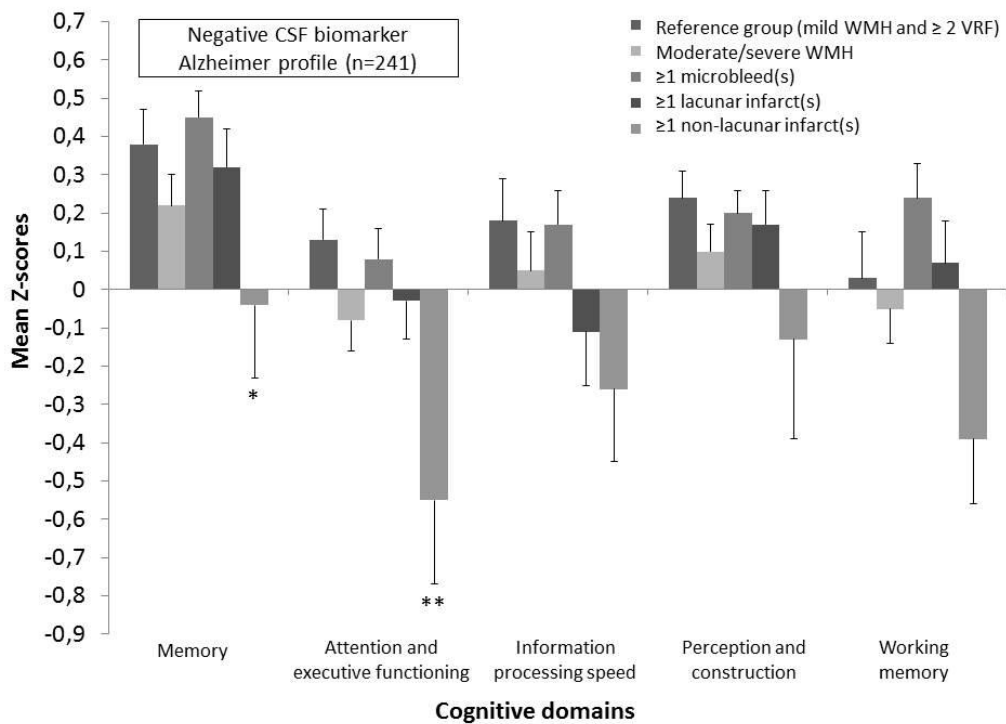 Negative CSF biomarker
Alzheimer profile (n=241)
Reference group (mild WMH and ≥ 2 VRF)
Moderate/severe WMH
≥1 microbleed(s)
≥1 lacunar infarct(s)
≥1 non-lacunar infarct(s)
Mean Z-scores
0,7
0,6
0,5
0,4
0,3
0,2
0,1
0
-0,1
-0,2
-0,3
-0,4
-0,5
-0,6
-0,7
-0,8
-0,9
*
**
Memory
Attention and
executive functioning
Information
processing speed
Perception and
construction
Working
memory
Cognitive domains